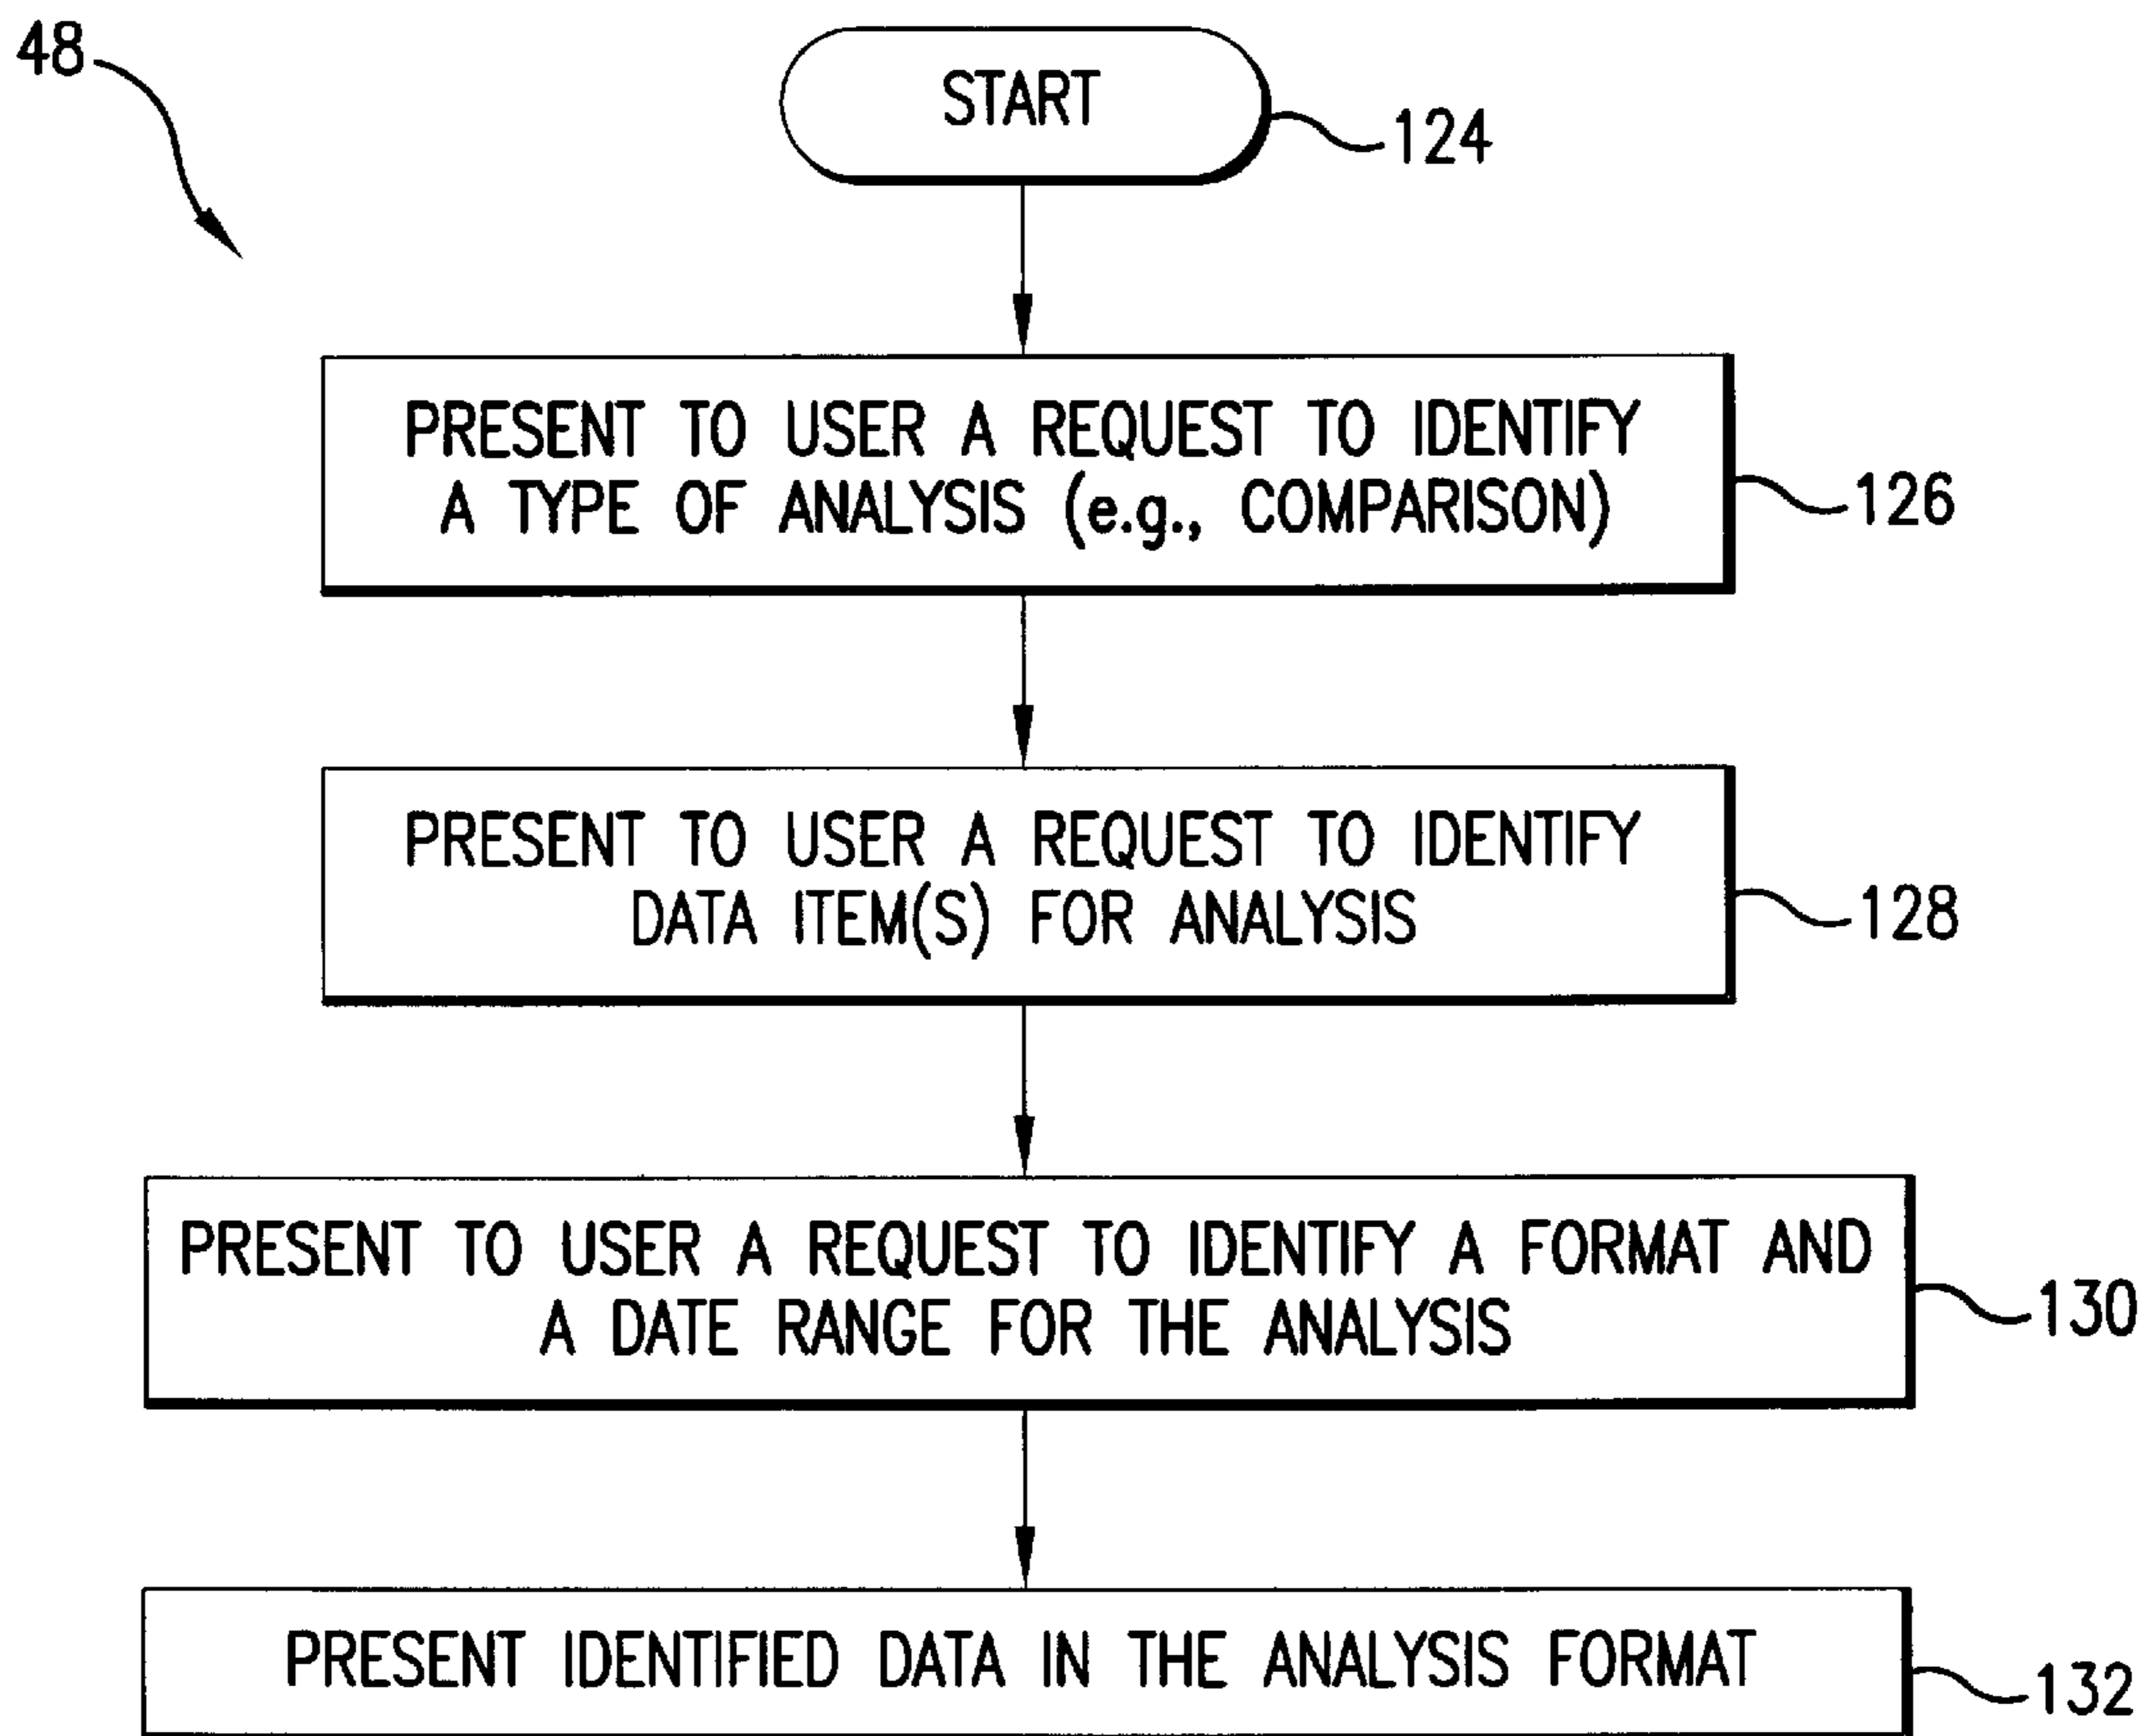 48
START
124
PRESENT TO USER A REQUEST TO IDENTIFY
A TYPE OF ANALYSIS (e.g., COMPARISON)
126
PRESENT TO USER A REQUEST TO IDENTIFY
DATA ITEM(S) FOR ANALYSIS
128
PRESENT TO USER A REQUEST TO IDENTIFY A FORMAT AND
A DATE RANGE FOR THE ANALYSIS
130
PRESENT IDENTIFIED DATA IN THE ANALYSIS FORMAT
132